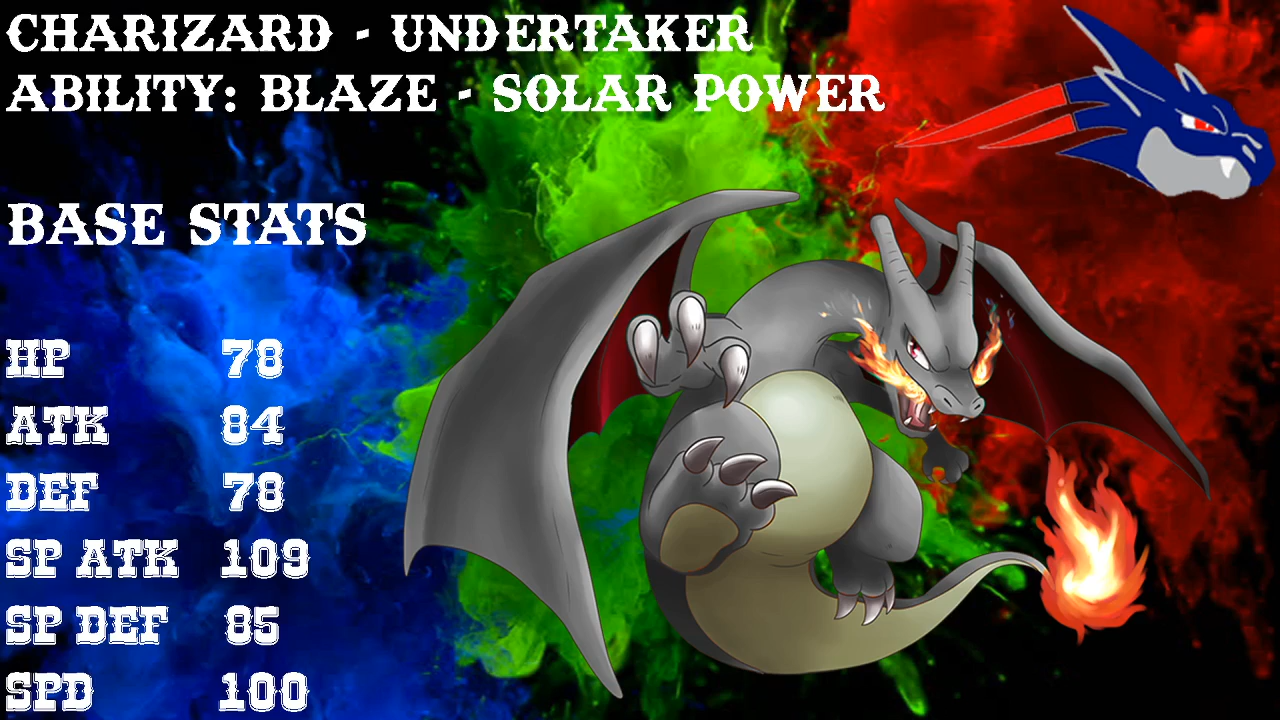 CHARIZARD - UNDERTAKER
ABILITY: BLAZE - SOLAR POWER
BASE STATS
HP 78
ATK 84
DEF 78
SP ATK 109
SP DEF 85
SPD 100